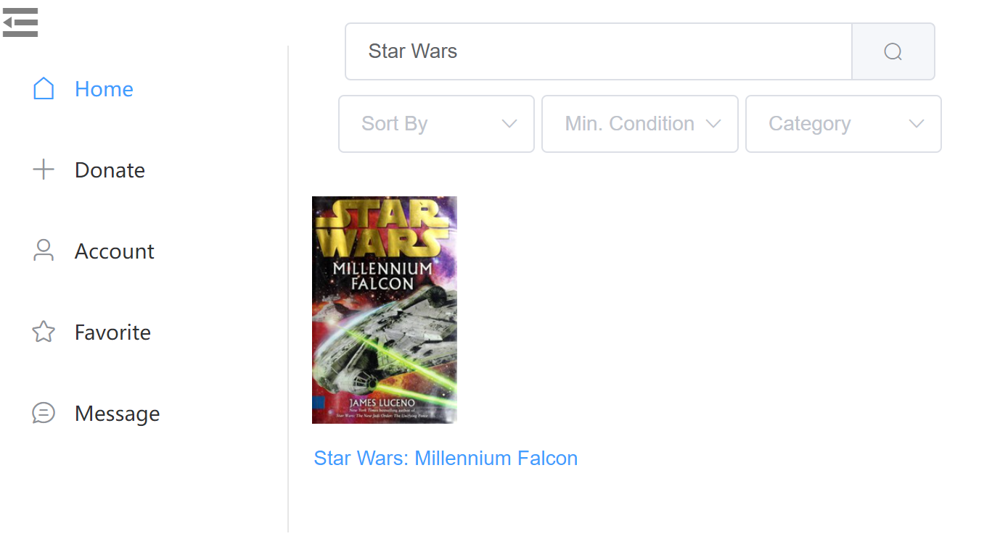 Star Wars
Home
Sort By
Min. Condition
Category
Donate
Account
Favorite
Message
STAR
WARS
MILLENNIUM
FALCON
JAMES LUCENO
New York Times bestselling author of
Star Wars: The New Jedi Order: The Unifying Force
Star Wars: Millennium Falcon